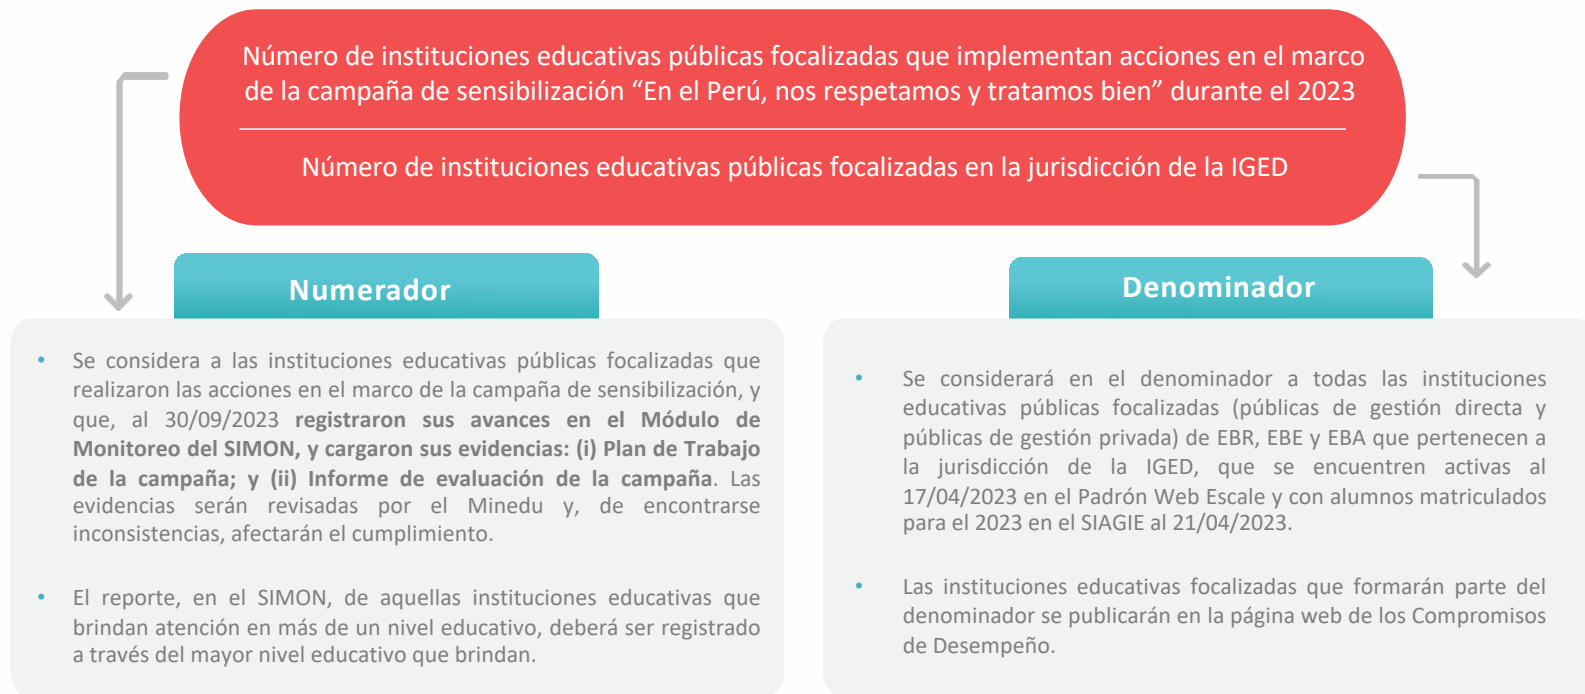 Número de instituciones educativas públicas focalizadas que implementan acciones en el marco
de la campaña de sensibilización “En el Perú, nos respetamos y tratamos bien” durante el 2023
Número de instituciones educativas públicas focalizadas en la jurisdicción de la IGED
Numerador
• Se considera a las instituciones educativas públicas focalizadas que
realizaron las acciones en el marco de la campaña de sensibilización, y
que, al 30/09/2023 registraron sus avances en el Módulo de
Monitoreo del SIMON, y cargaron sus evidencias: (i) Plan de Trabajo
de la campaña; y (ii) Informe de evaluación de la campaña. Las
evidencias serán revisadas por el Minedu y, de encontrarse
inconsistencias, afectarán el cumplimiento.
• El reporte, en el SIMON, de aquellas instituciones educativas que
brindan atención en más de un nivel educativo, deberá ser registrado
a través del mayor nivel educativo que brindan.
Denominador
• Se considerará en el denominador a todas las instituciones
educativas públicas focalizadas (públicas de gestión directa y
públicas de gestión privada) de EBR, EBE y EBA que pertenecen a
la jurisdicción de la IGED, que se encuentren activas al
17/04/2023 en el Padrón Web Escale y con alumnos matriculados
para el 2023 en el SIAGIE al 21/04/2023.
• Las instituciones educativas focalizadas que formarán parte del
denominador se publicarán en la página web de los Compromisos
de Desempeño.